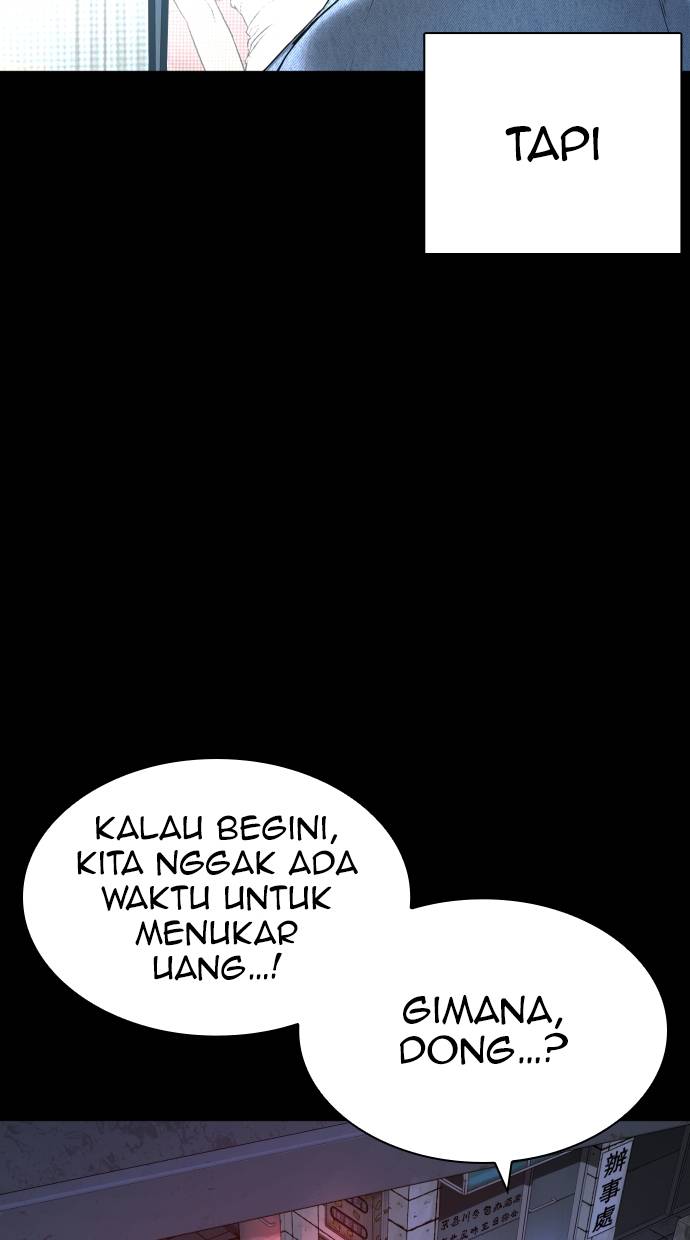 TAPI
KALAU BEGINI,
KITA NGGAK ADA
WAKTU UNTUK
MENUKAR
UANG...!
GIMANA,
DONG...?
辦事處